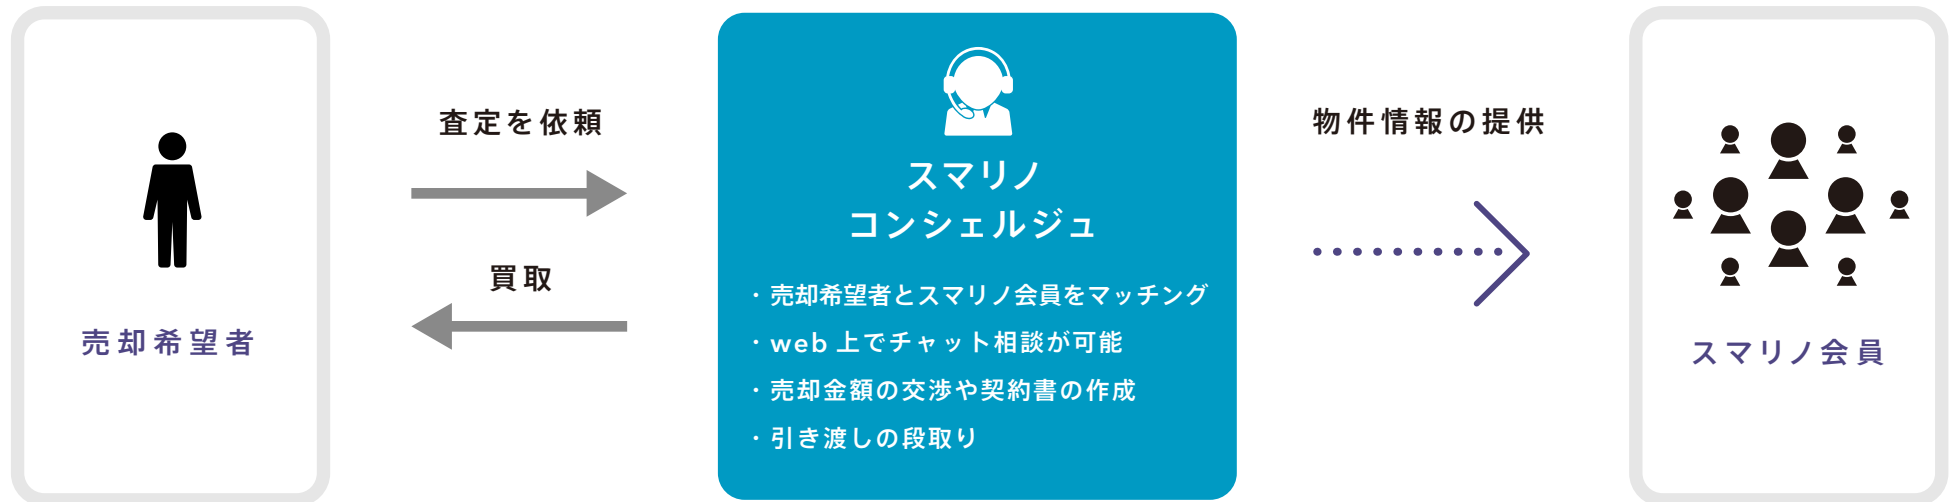 査定を依頼
買取
売却希望者
スマリノ
コンシェルジュ
・売却希望者とスマリノ会員をマッチング
・web 上でチャット相談が可能
・売却金額の交渉や契約書の作成
・引き渡しの段取り
物件情報の提供
スマリノ会員